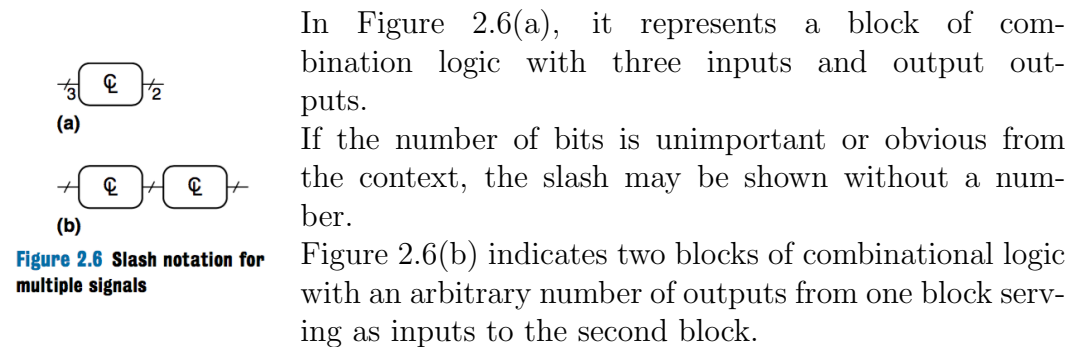 3
CL
2
(a)
CL
CL
(b)
Figure 2.6 Slash notation for
multiple signals
In Figure 2.6(a), it represents a block of com-
bination logic with three inputs and output out-
puts.
If the number of bits is unimportant or obvious from
the context, the slash may be shown without a num-
ber.
Figure 2.6(b) indicates two blocks of combinational logic
with an arbitrary number of outputs from one block serv-
ing as inputs to the second block.